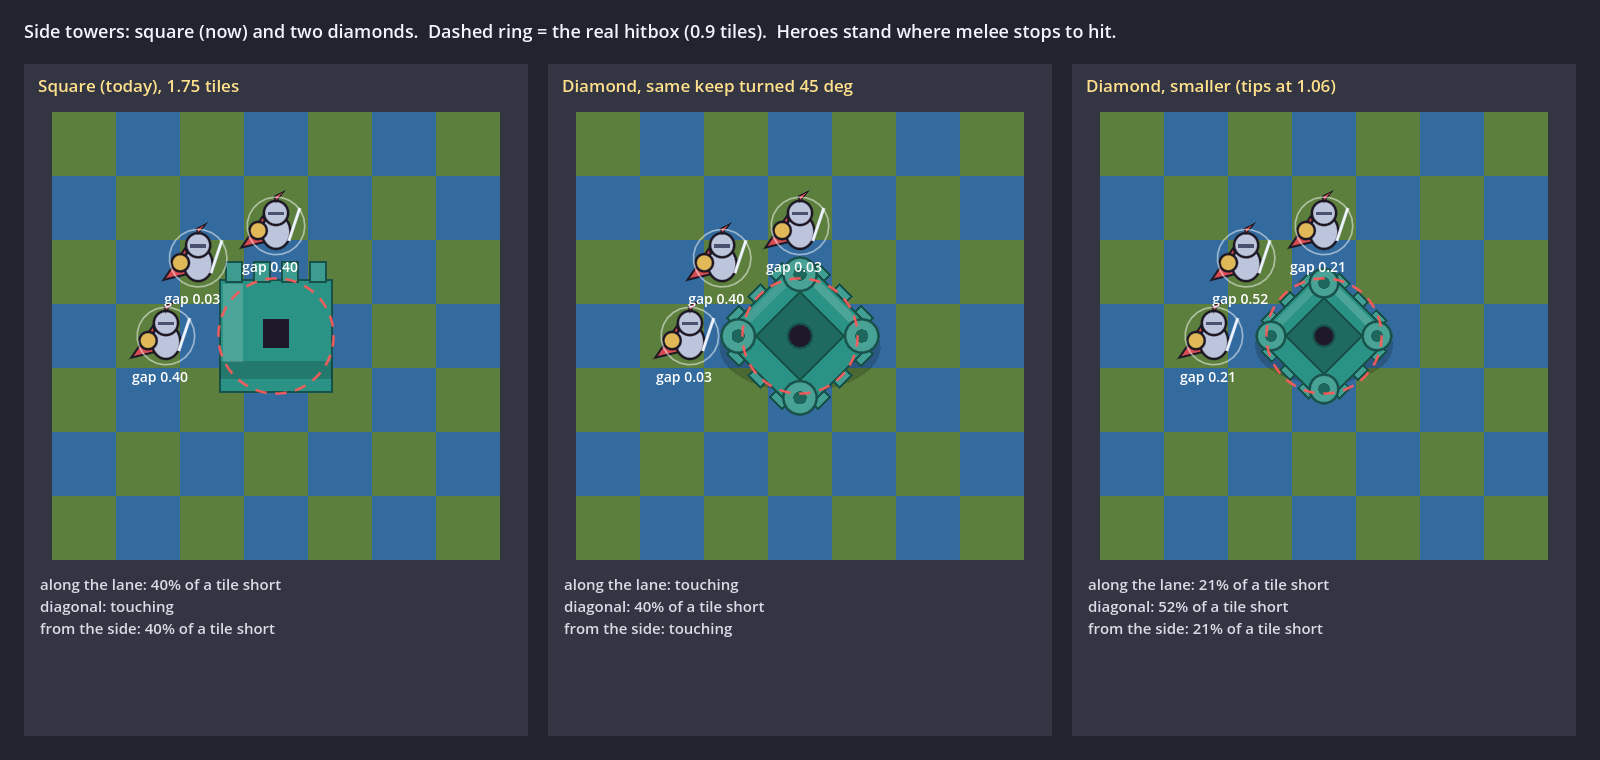 Side towers: square (now) and two diamonds.  Dashed ring = the real hitbox (0.9 tiles).  Heroes stand where melee stops to hit.
Square (today), 1.75 tiles
gap 0.40
gap 0.03
gap 0.40
along the lane: 40% of a tile short
diagonal: touching
from the side: 40% of a tile short
Diamond, same keep turned 45 deg
gap 0.03
gap 0.40
gap 0.03
along the lane: touching
diagonal: 40% of a tile short
from the side: touching
Diamond, smaller (tips at 1.06)
gap 0.21
gap 0.52
gap 0.21
along the lane: 21% of a tile short
diagonal: 52% of a tile short
from the side: 21% of a tile short